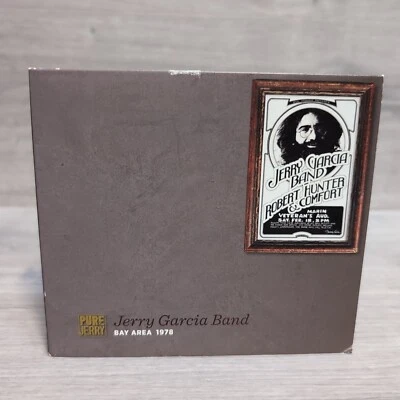 JERRY GARCIA
BAND
ROBERT HUNTER
& COMFORT
MARIN
VETERAN'S AUD.
SAT. FEB. 18, 8 PM
PURE
JERRY
Jerry Garcia Band
BAY AREA 1978